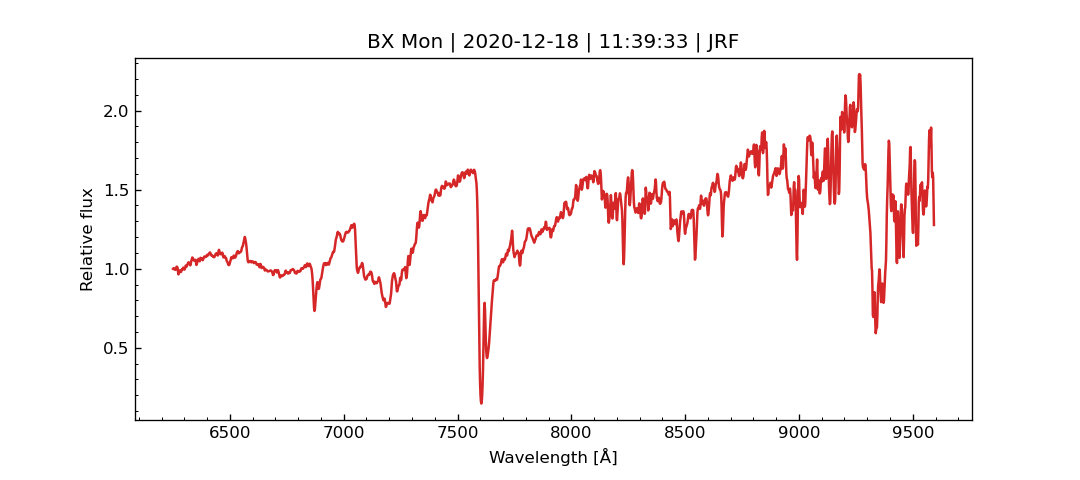 BX Mon | 2020-12-18 | 11:39:33 | JRF
2.0
1.5
1.0
0.5
Relative flux
6500 7000 7500 8000 8500 9000 9500
Wavelength [Å]